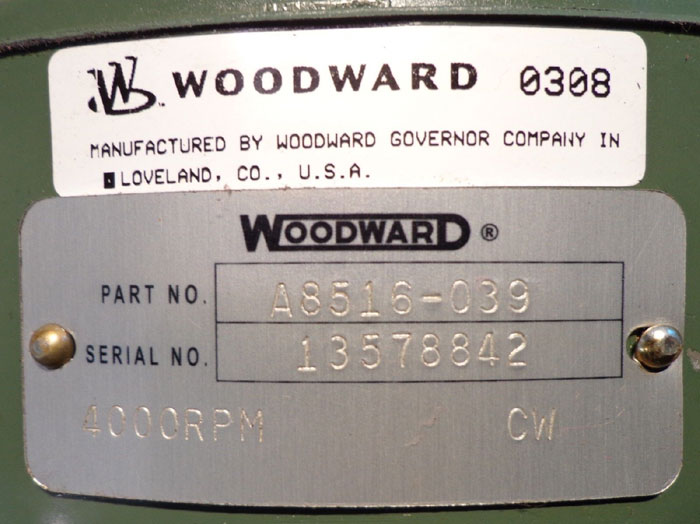 WOODWARD 0308
MANUFACTURED BY WOODWARD GOVERNOR COMPANY IN
LOVELAND, CO., U.S.A.
WOODWARD ®
PART NO. A8516-039
SERIAL NO. 13578842
4000RPM CW